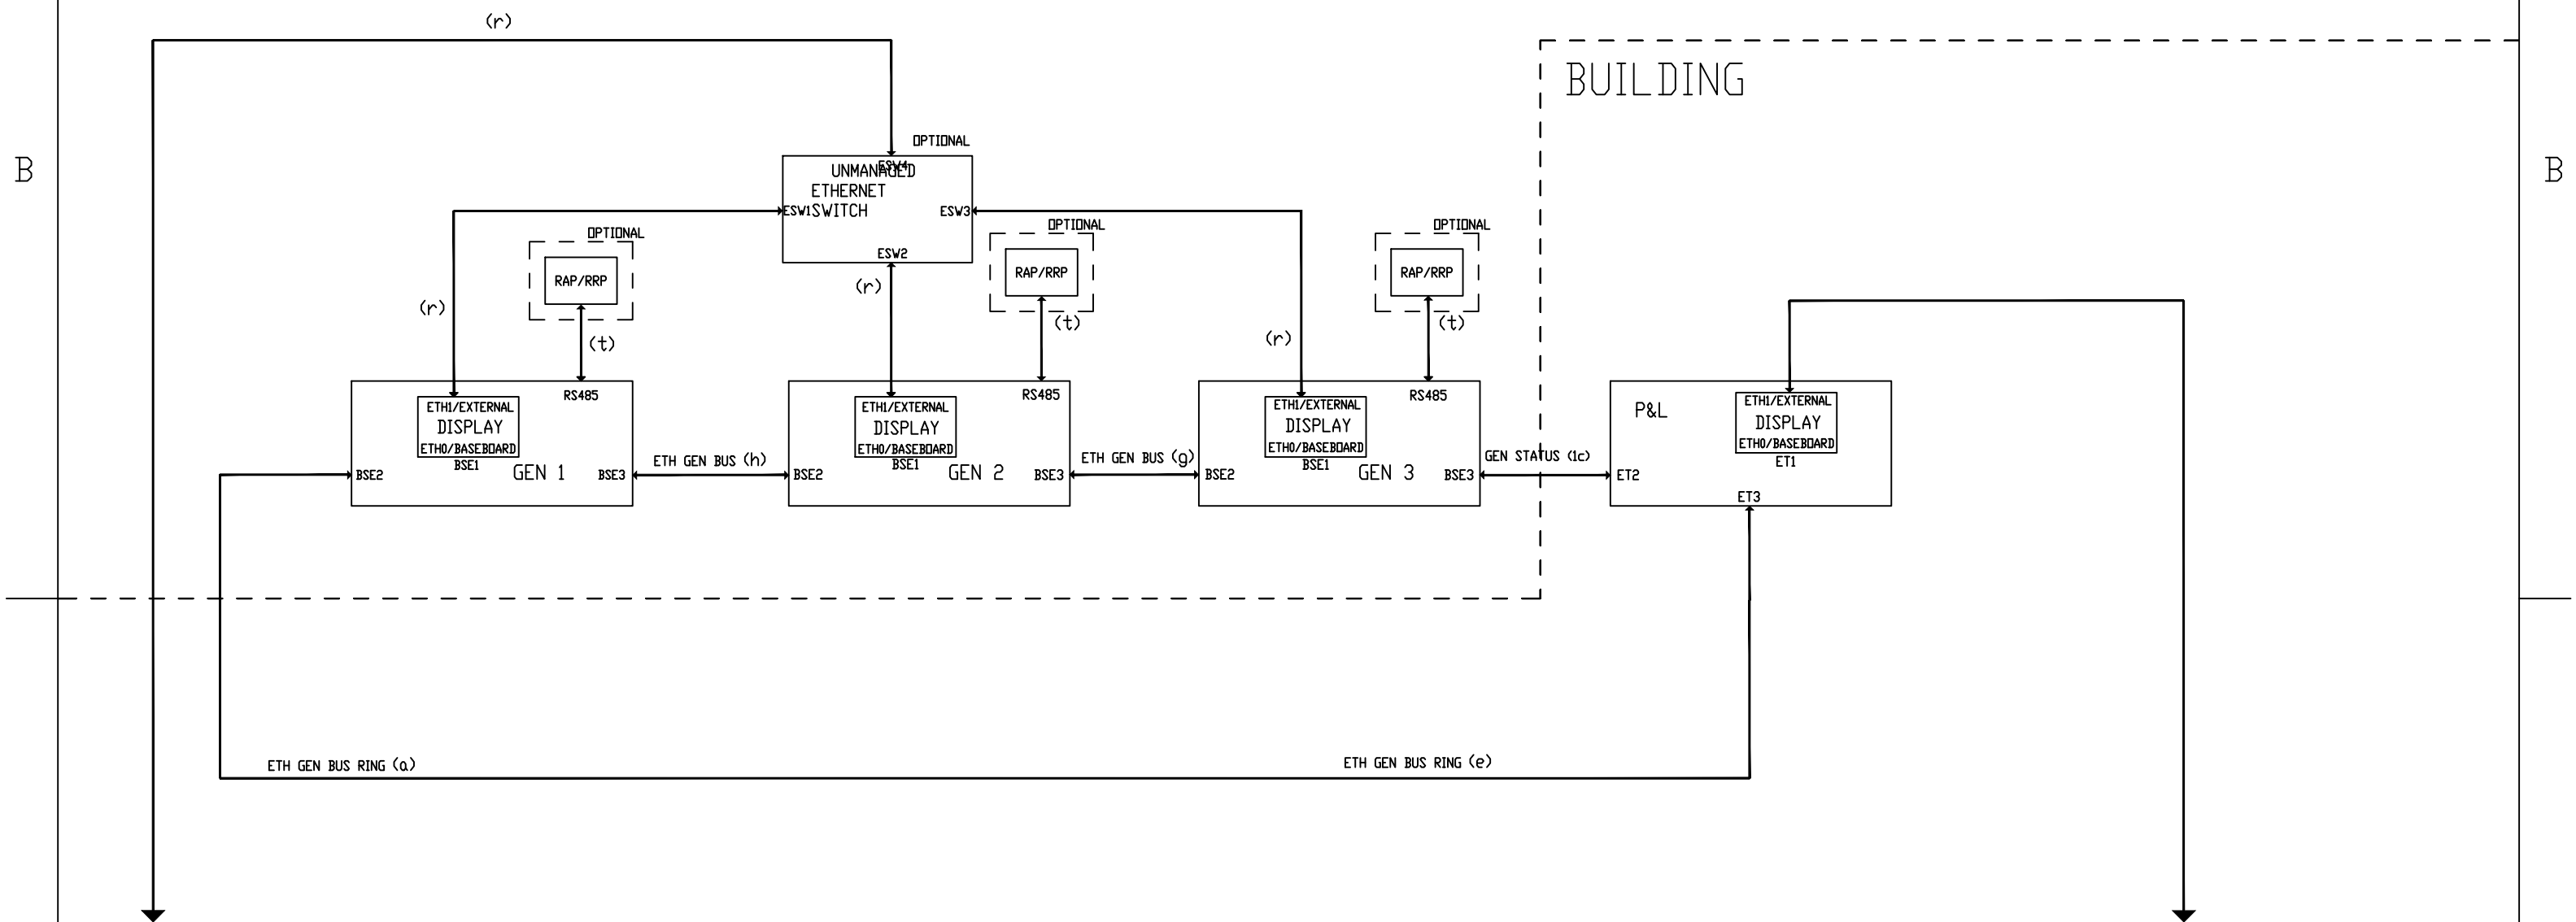 (r)
BUILDING
B
B
OPTIONAL
ESW4
UNMANAGED
ETHERNET
SWITCH
ESW1
ESW3
ESW2
OPTIONAL
RAP/RRP
OPTIONAL
RAP/RRP
OPTIONAL
RAP/RRP
(r)
(t)
(r)
(t)
(r)
(t)
RS485
ETH1/EXTERNAL
DISPLAY
ETH0/BASEBOARD
BSE1
BSE2
GEN 1
BSE3
ETH GEN BUS (h)
RS485
ETH1/EXTERNAL
DISPLAY
ETH0/BASEBOARD
BSE1
BSE2
GEN 2
BSE3
ETH GEN BUS (g)
RS485
ETH1/EXTERNAL
DISPLAY
ETH0/BASEBOARD
BSE1
BSE2
GEN 3
BSE3
GEN STATUS (1c)
P&L
ETH1/EXTERNAL
DISPLAY
ETH0/BASEBOARD
ET1
ET2
ET3
ETH GEN BUS RING (a)
ETH GEN BUS RING (e)